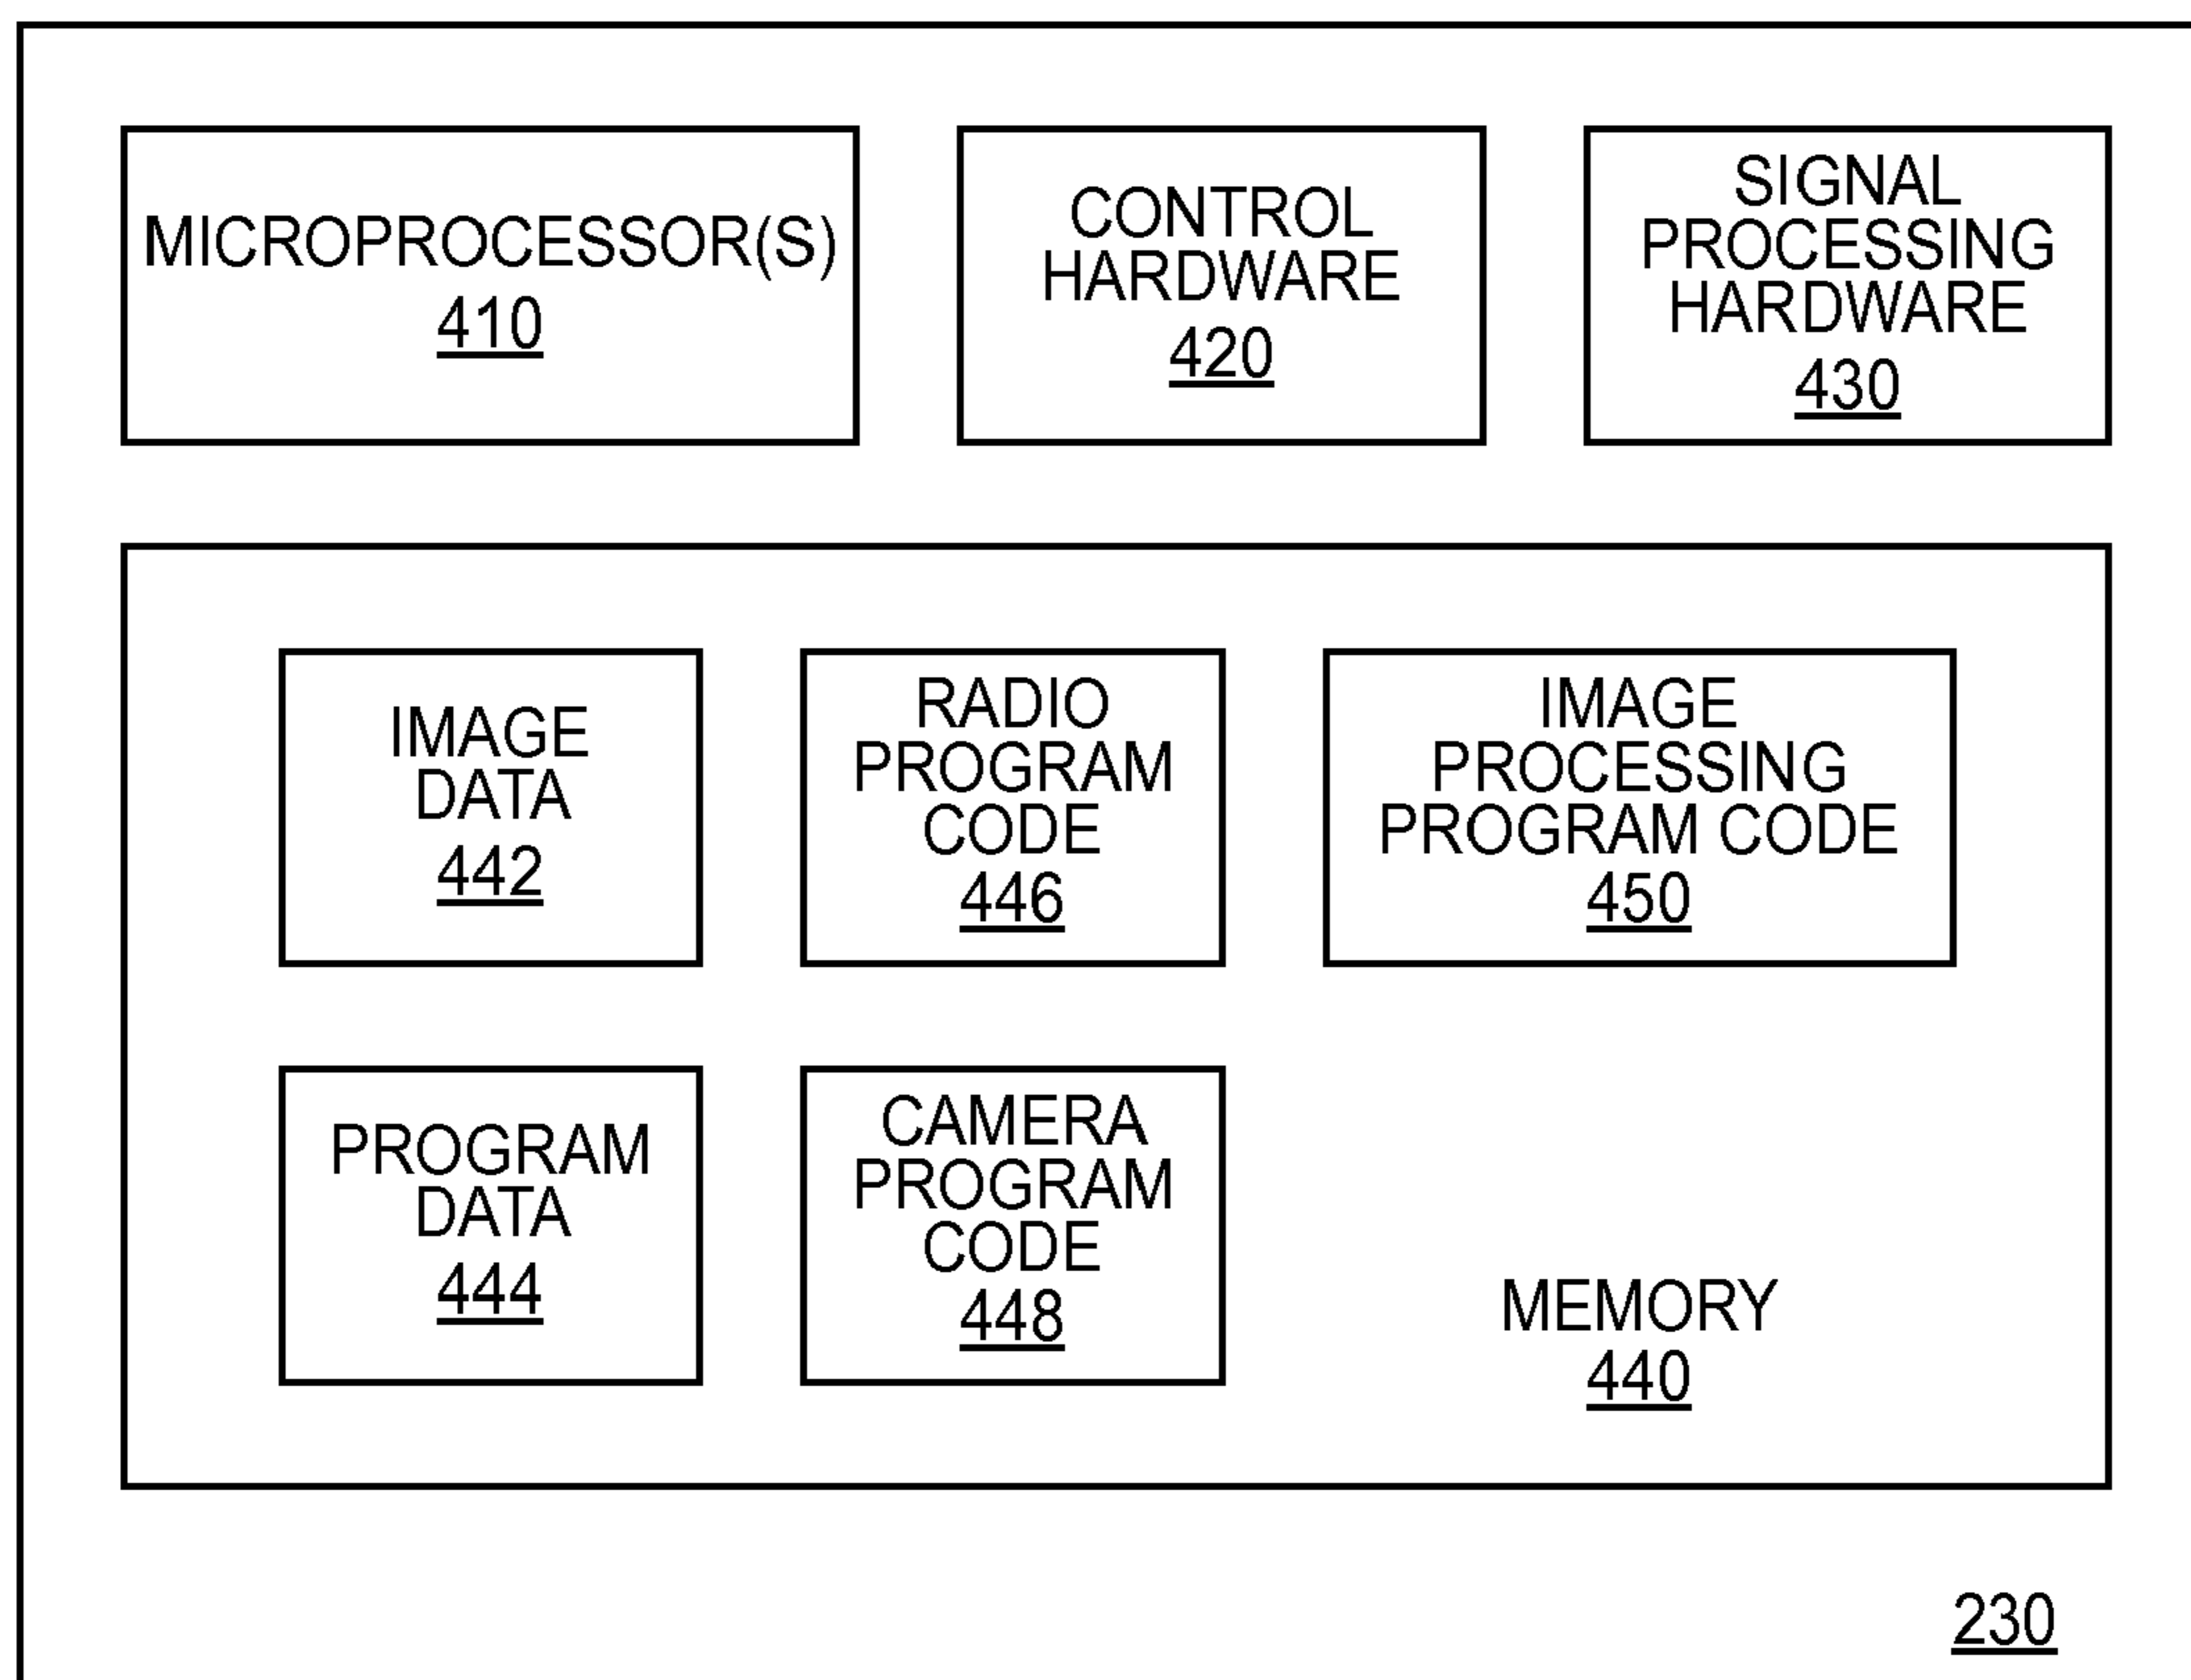 MICROPROCESSOR(S)
410
CONTROL
HARDWARE
420
SIGNAL
PROCESSING
HARDWARE
430
IMAGE
DATA
442
RADIO
PROGRAM
CODE
446
IMAGE
PROCESSING
PROGRAM CODE
450
PROGRAM
DATA
444
CAMERA
PROGRAM
CODE
448
MEMORY
440
230